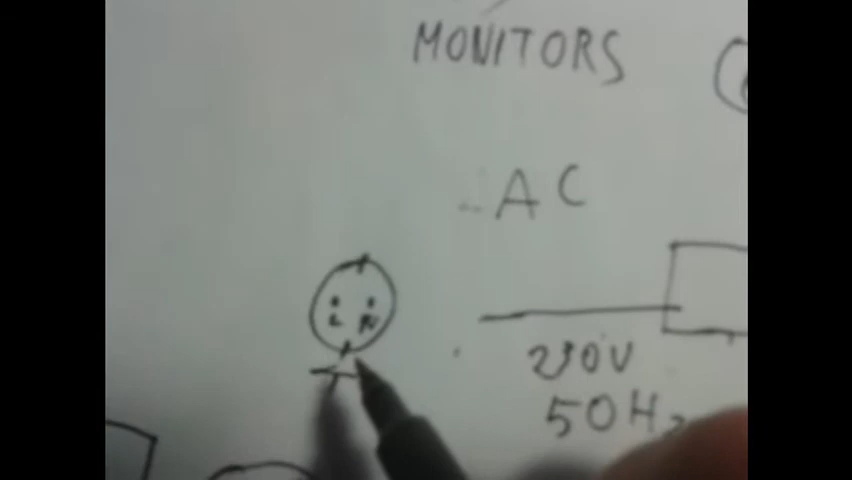 MONITORS
AC
L N
230V
50Hz